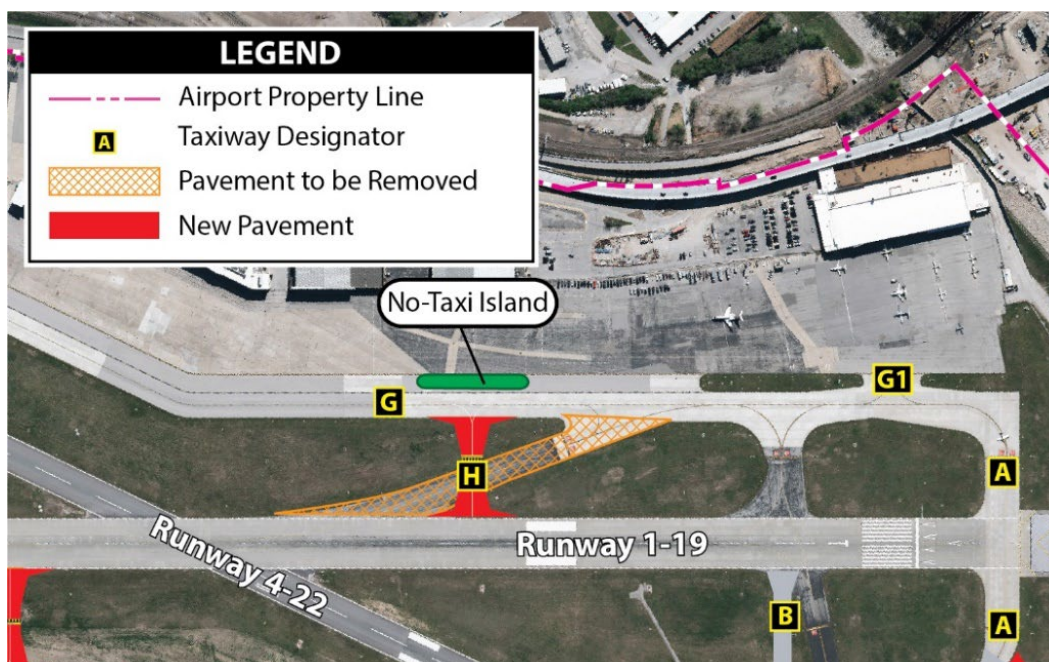 LEGEND
Airport Property Line
A
Taxiway Designator
Pavement to be Removed
New Pavement
No-Taxi Island
G
G1
H
A
Runway 1-19
Runway 4-22
B
A